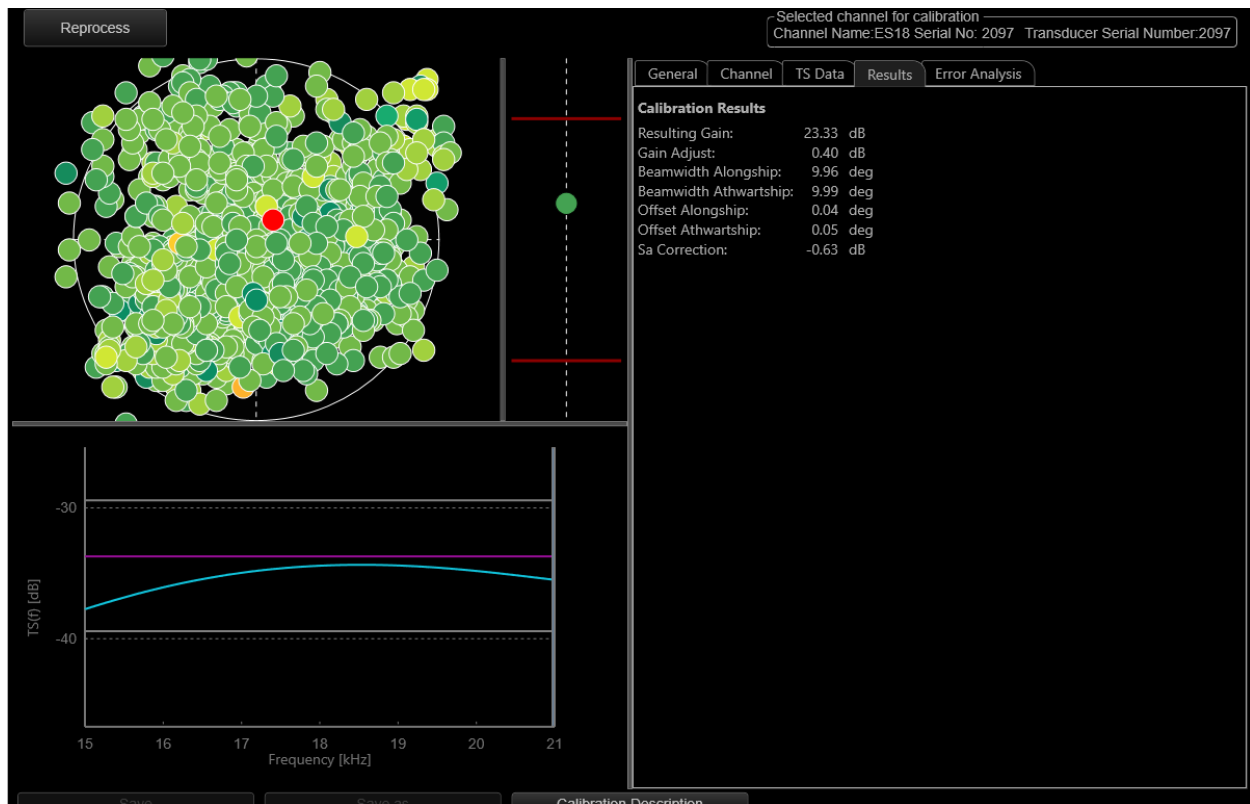 Reprocess
Selected channel for calibration
Channel Name:ES18 Serial No: 2097 Transducer Serial Number:2097
General Channel TS Data Results Error Analysis
Calibration Results
Resulting Gain: 23.33 dB
Gain Adjust: 0.40 dB
Beamwidth Alongship: 9.96 deg
Beamwidth Athwartship: 9.99 deg
Offset Alongship: 0.04 deg
Offset Athwartship: 0.05 deg
Sa Correction: -0.63 dB
-30
TS(f) [dB]
-40
15 16 17 18 19 20 21
Frequency [kHz]
Save Save as Calibration Description